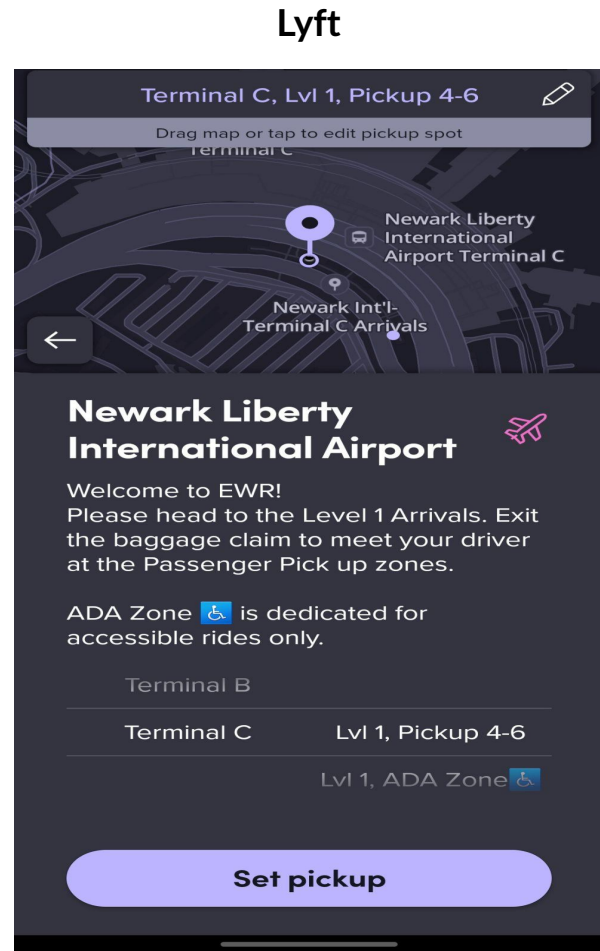 Lyft
Terminal C, Lvl 1, Pickup 4-6
Drag map or tap to edit pickup spot
Terminal C
Newark Liberty
International
Airport Terminal C
Newark Int'l-
Terminal C Arrivals
Newark Liberty
International Airport
Welcome to EWR!
Please head to the Level 1 Arrivals. Exit
the baggage claim to meet your driver
at the Passenger Pick up zones.
ADA Zone ♿ is dedicated for
accessible rides only.
Terminal B
Terminal C Lvl 1, Pickup 4-6
Lvl 1, ADA Zone♿
Set pickup